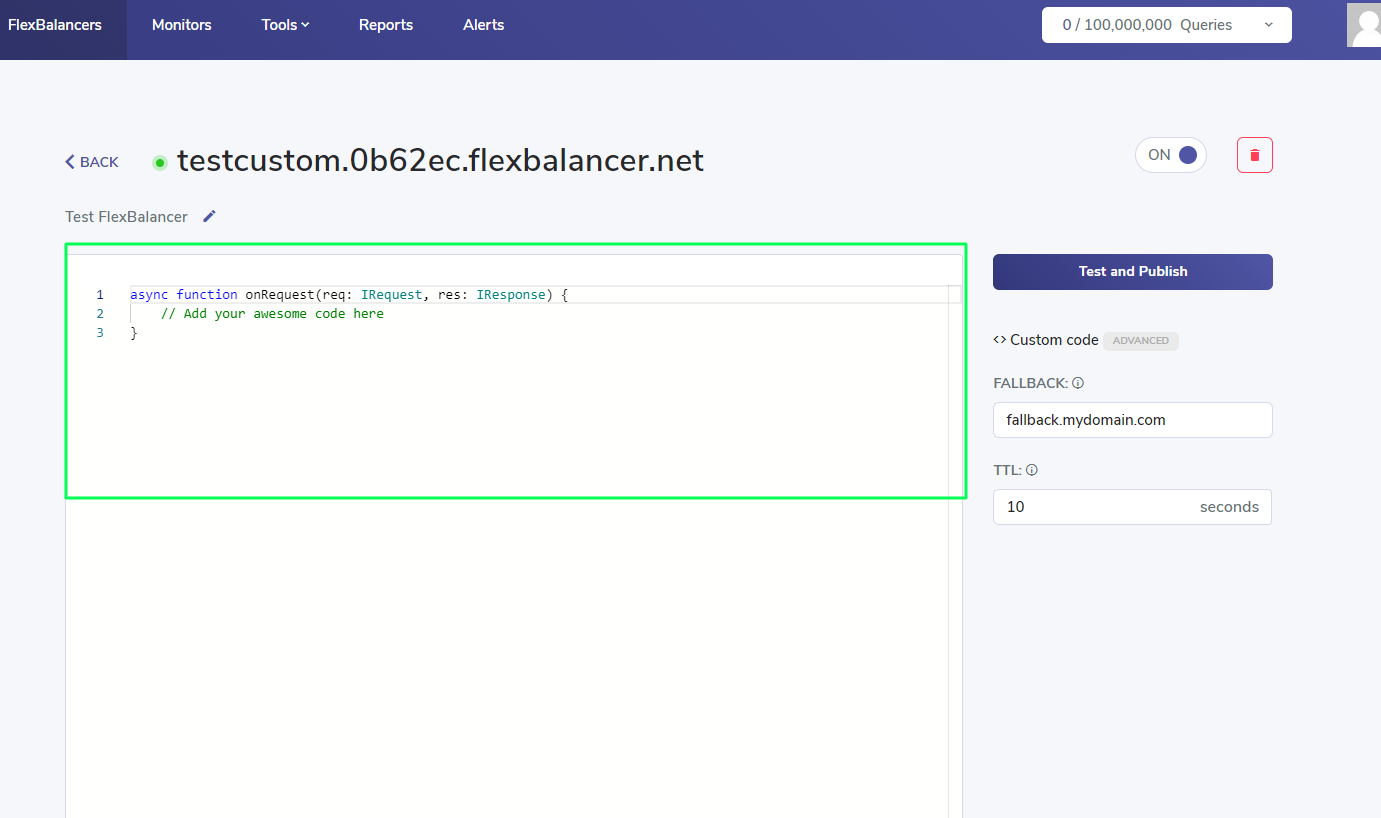 FlexBalancers Monitors Tools Reports Alerts 0 / 100,000,000 Queries
BACK testcustom.0b62ec.flexbalancer.net ON
Test FlexBalancer
Test and Publish
1 async function onRequest(req: IRequest, res: IResponse) {
2 // Add your awesome code here
3 }
<> Custom code ADVANCED
FALLBACK:
fallback.mydomain.com
TTL:
10 seconds